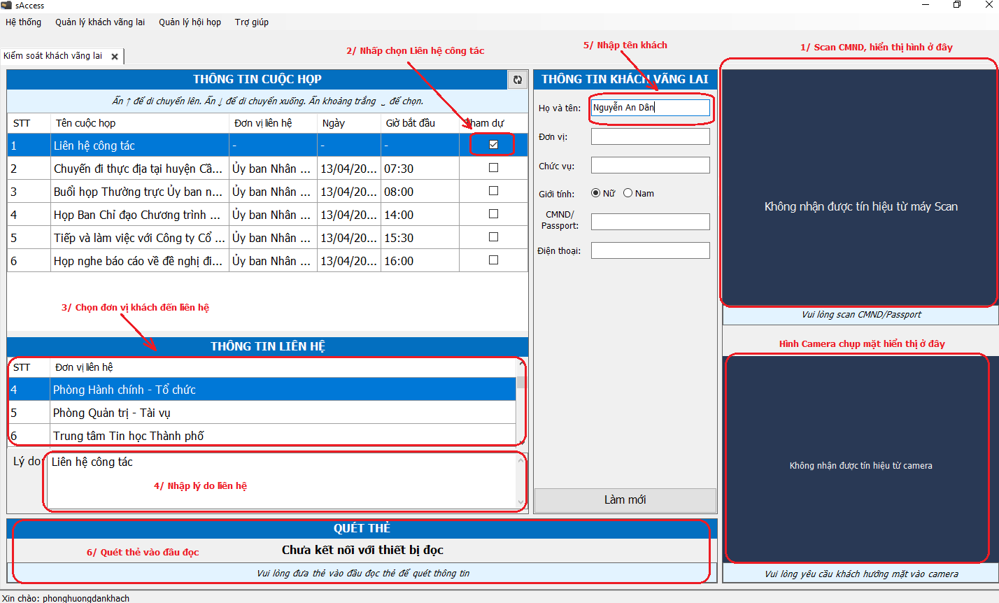 sAccess
Hệ thống Quản lý khách vãng lai Quản lý hội họp Trợ giúp
Kiểm soát khách vãng lai
2/ Nhấp chọn Liên hệ công tác
5/ Nhập tên khách
1/ Scan CMND, hiển thị hình ở đây
THÔNG TIN CUỘC HỌP
Ấn ↑ để di chuyển lên. Ấn ↓ để di chuyển xuống. Ấn khoảng trắng ␣ để chọn.
STT Tên cuộc họp Đơn vị liên hệ Ngày Giờ bắt đầu ham dự
1 Liên hệ công tác - - -
2 Chuyến đi thực địa tại huyện Cầ... Ủy ban Nhân ... 13/04/20... 07:30
3 Buổi họp Thường trực Ủy ban n... Ủy ban Nhân ... 13/04/20... 08:00
4 Họp Ban Chỉ đạo Chương trình ... Ủy ban Nhân ... 13/04/20... 14:00
5 Tiếp và làm việc với Công ty Cổ ... Ủy ban Nhân ... 13/04/20... 15:30
6 Họp nghe báo cáo về đề nghị đi... Ủy ban Nhân ... 13/04/20... 16:00
3/ Chọn đơn vị khách đến liên hệ
THÔNG TIN LIÊN HỆ
STT Đơn vị liên hệ
4 Phòng Hành chính - Tổ chức
5 Phòng Quản trị - Tài vụ
6 Trung tâm Tin học Thành phố
Lý do Liên hệ công tác
4/ Nhập lý do liên hệ
THÔNG TIN KHÁCH VÃNG LAI
Họ và tên: Nguyễn An Dân
Đơn vị:
Chức vụ:
Giới tính: Nữ Nam
CMND/
Passport:
Điện thoại:
Làm mới
Không nhận được tín hiệu từ máy Scan
Vui lòng scan CMND/Passport
Hình Camera chụp mặt hiển thị ở đây
Không nhận được tín hiệu từ camera
Vui lòng yêu cầu khách hướng mặt vào camera
QUÉT THẺ
6/ Quét thẻ vào đầu đọc
Chưa kết nối với thiết bị đọc
Vui lòng đưa thẻ vào đầu đọc thẻ để quét thông tin
Xin chào: phonghuongdankhach